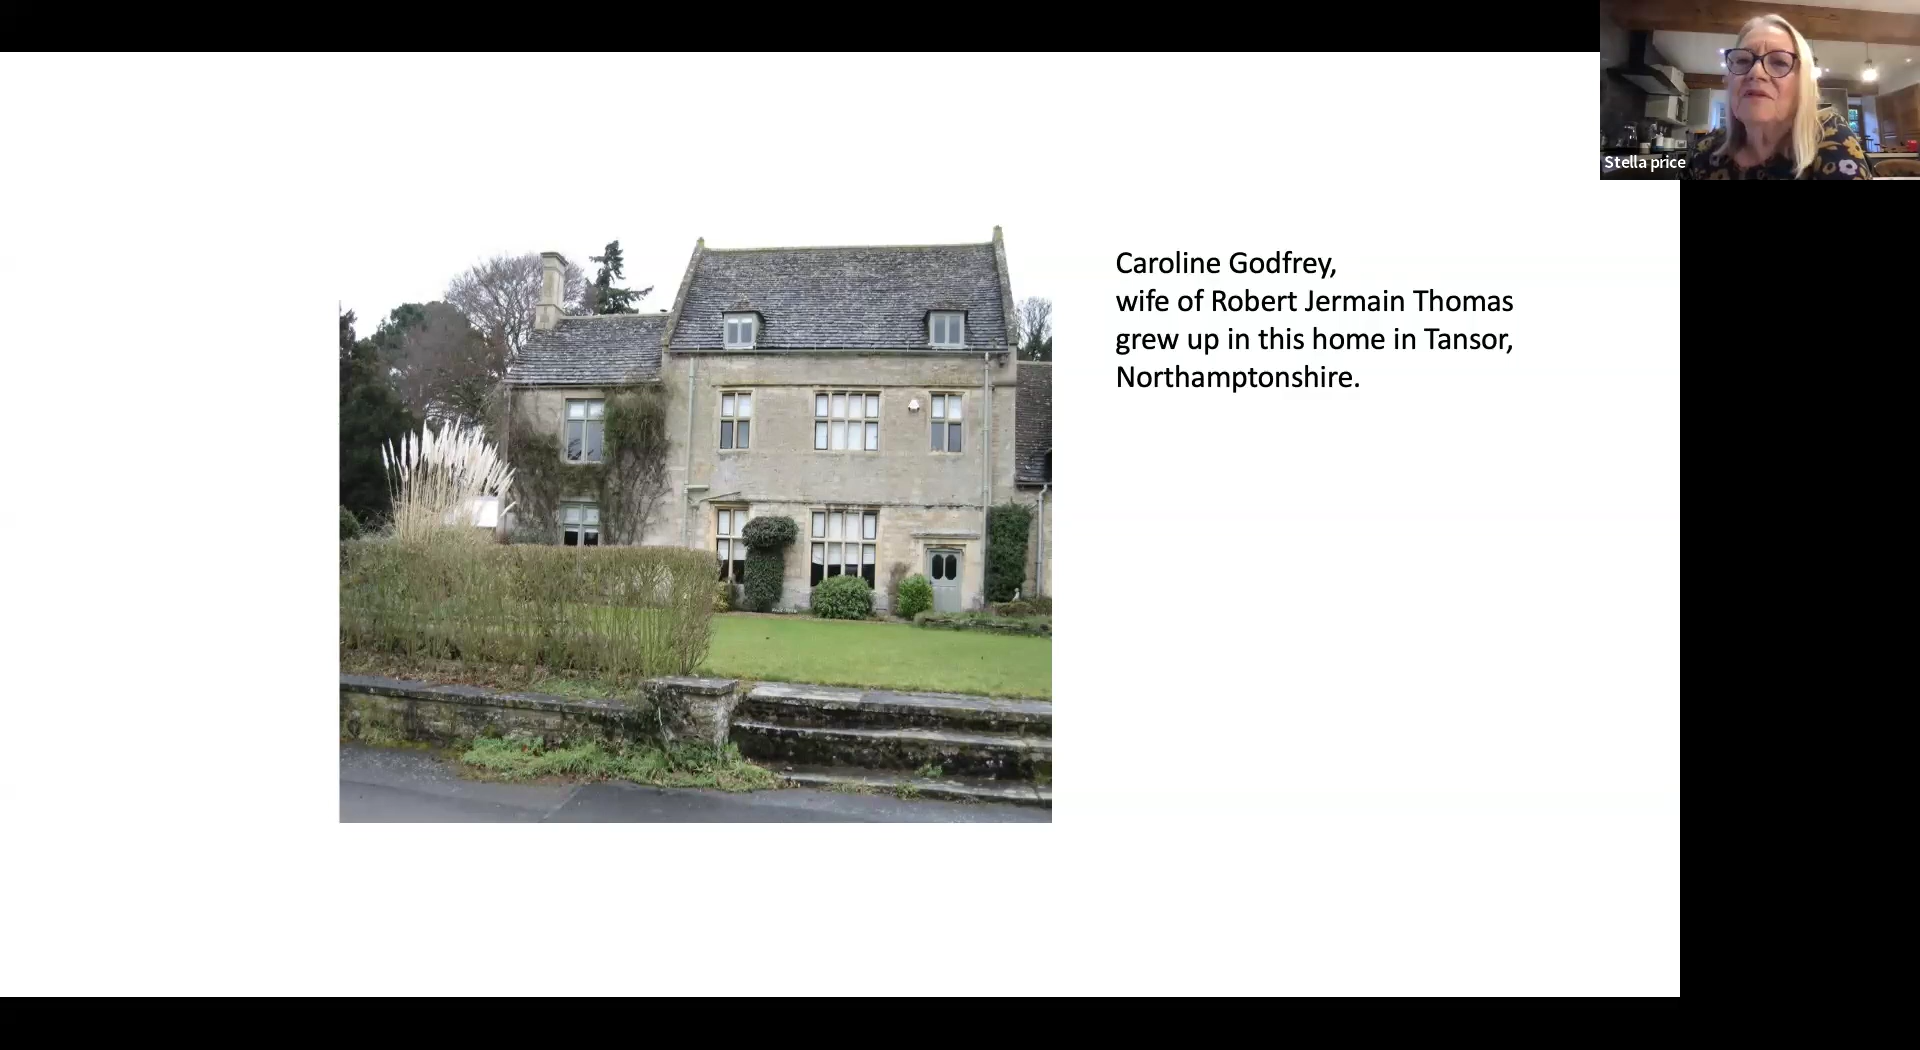 Stella price
Caroline Godfrey,
wife of Robert Jermain Thomas
grew up in this home in Tansor,
Northamptonshire.